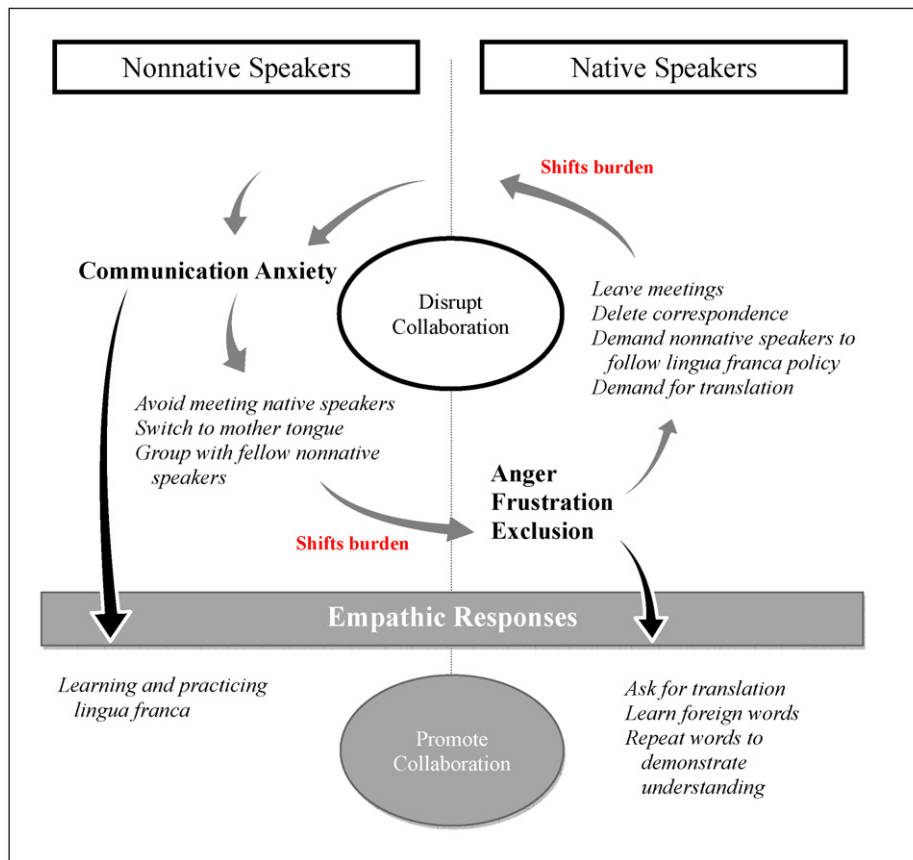 Nonnative Speakers
Native Speakers
Shifts burden
Communication Anxiety
Disrupt
Collaboration
Leave meetings
Delete correspondence
Demand nonnative speakers to
follow lingua franca policy
Demand for translation
Avoid meeting native speakers
Switch to mother tongue
Group with fellow nonnative
speakers
Anger
Frustration
Exclusion
Shifts burden
Empathic Responses
Learning and practicing
lingua franca
Promote
Collaboration
Ask for translation
Learn foreign words
Repeat words to
demonstrate
understanding